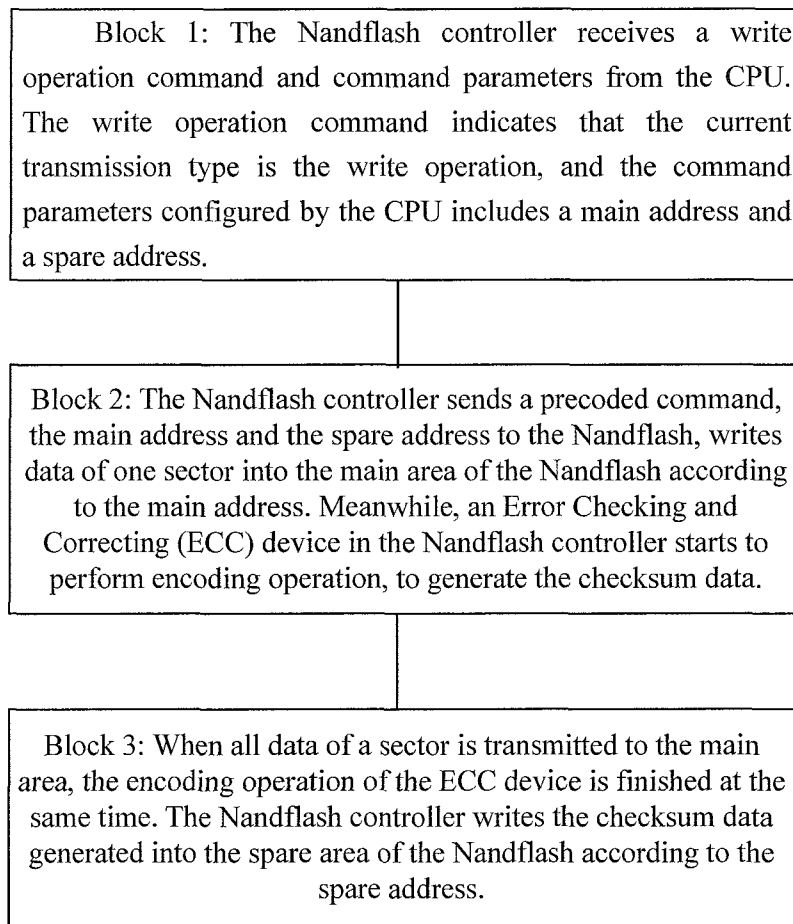 Block 1: The Nandflash controller receives a write
operation command and command parameters from the CPU.
The write operation command indicates that the current
transmission type is the write operation, and the command
parameters configured by the CPU includes a main address and
a spare address.
Block 2: The Nandflash controller sends a precoded command,
the main address and the spare address to the Nandflash, writes
data of one sector into the main area of the Nandflash according
to the main address. Meanwhile, an Error Checking and
Correcting (ECC) device in the Nandflash controller starts to
perform encoding operation, to generate the checksum data.
Block 3: When all data of a sector is transmitted to the main
area, the encoding operation of the ECC device is finished at the
same time. The Nandflash controller writes the checksum data
generated into the spare area of the Nandflash according to the
spare address.